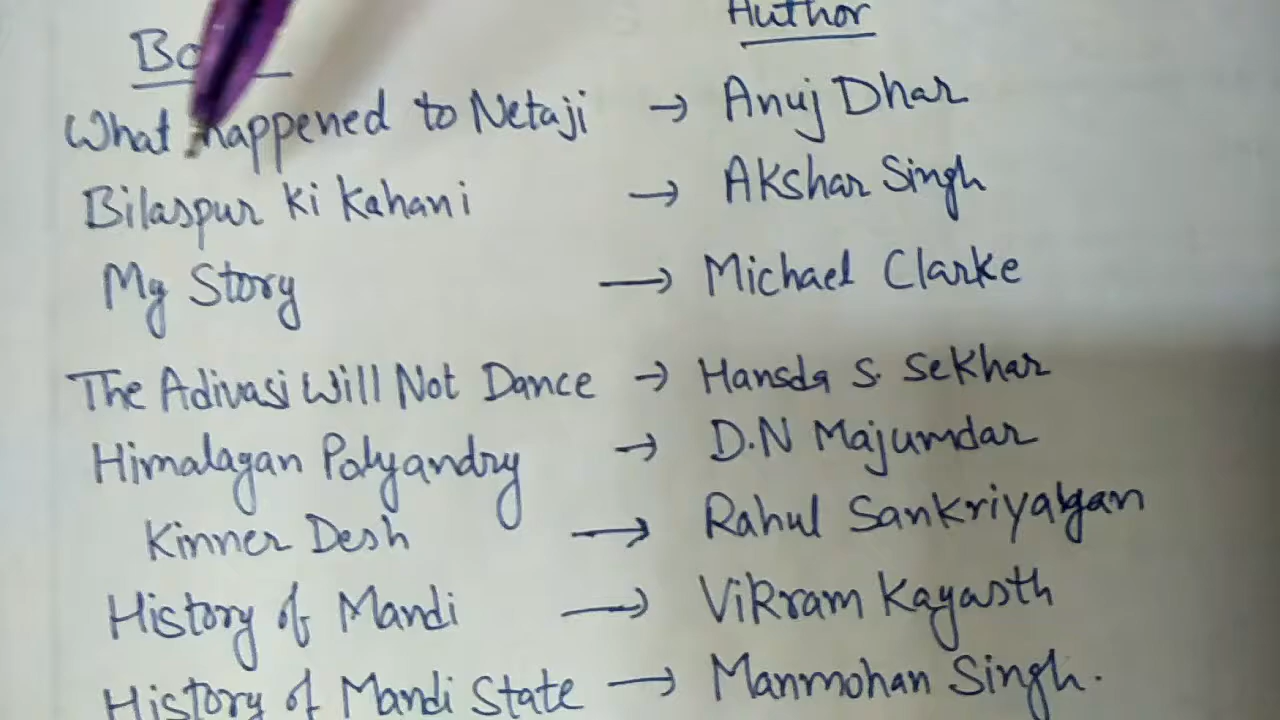 Author
What happened to Netaji → Anuj Dhar
Bilaspur ki Kahani → Akshar Singh
My Story → Michael Clarke
The Adivasi Will Not Dance → Hansda S. Sekhar
Himalayan Polyandry → D.N Majumdar
Kinner Desh → Rahul
History of Mandi → Vikram Kayasth
History of Mandi State → Manmohan Singh.